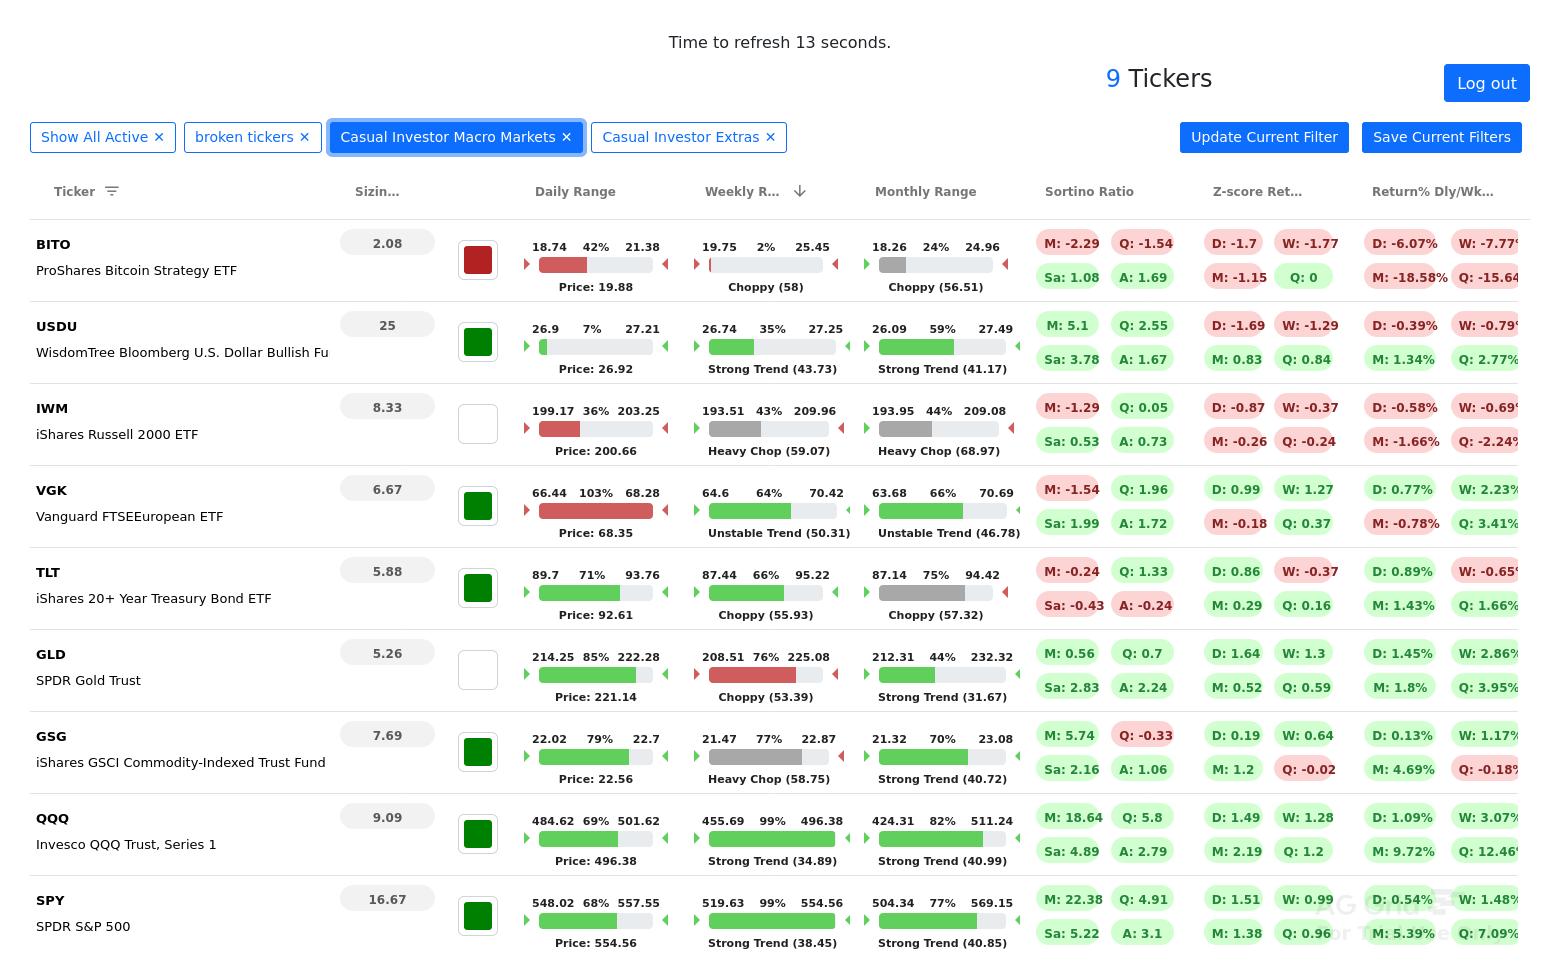 Time to refresh 13 seconds.
9 Tickers
Log out
Show All Active ✕ broken tickers ✕ Casual Investor Macro Markets ✕ Casual Investor Extras ✕ Update Current Filter Save Current Filters
Ticker Sizin... Daily Range Weekly R... Monthly Range Sortino Ratio Z-score Ret... Return% Dly/Wk...
BITO 2.08 18.74 42% 21.38 19.75 2% 25.45 18.26 24% 24.96 M: -2.29 Q: -1.54 D: -1.7 W: -1.77 D: -6.07% W: -7.77%
ProShares Bitcoin Strategy ETF Price: 19.88 Choppy (58) Choppy (56.51) Sa: 1.08 A: 1.69 M: -1.15 Q: 0 M: -18.58% Q: -15.64
USDU 25 26.9 7% 27.21 26.74 35% 27.25 26.09 59% 27.49 M: 5.1 Q: 2.55 D: -1.69 W: -1.29 D: -0.39% W: -0.79%
WisdomTree Bloomberg U.S. Dollar Bullish Fu Price: 26.92 Strong Trend (43.73) Strong Trend (41.17) Sa: 3.78 A: 1.67 M: 0.83 Q: 0.84 M: 1.34% Q: 2.77%
IWM 8.33 199.17 36% 203.25 193.51 43% 209.96 193.95 44% 209.08 M: -1.29 Q: 0.05 D: -0.87 W: -0.37 D: -0.58% W: -0.69%
iShares Russell 2000 ETF Price: 200.66 Heavy Chop (59.07) Heavy Chop (68.97) Sa: 0.53 A: 0.73 M: -0.26 Q: -0.24 M: -1.66% Q: -2.24%
VGK 6.67 66.44 103% 68.28 64.6 64% 70.42 63.68 66% 70.69 M: -1.54 Q: 1.96 D: 0.99 W: 1.27 D: 0.77% W: 2.23%
Vanguard FTSEEuropean ETF Price: 68.35 Unstable Trend (50.31) Unstable Trend (46.78) Sa: 1.99 A: 1.72 M: -0.18 Q: 0.37 M: -0.78% Q: 3.41%
TLT 5.88 89.7 71% 93.76 87.44 66% 95.22 87.14 75% 94.42 M: -0.24 Q: 1.33 D: 0.86 W: -0.37 D: 0.89% W: -0.65%
iShares 20+ Year Treasury Bond ETF Price: 92.61 Choppy (55.93) Choppy (57.32) Sa: -0.43 A: -0.24 M: 0.29 Q: 0.16 M: 1.43% Q: 1.66%
GLD 5.26 214.25 85% 222.28 208.51 76% 225.08 212.31 44% 232.32 M: 0.56 Q: 0.7 D: 1.64 W: 1.3 D: 1.45% W: 2.86%
SPDR Gold Trust Price: 221.14 Choppy (53.39) Strong Trend (31.67) Sa: 2.83 A: 2.24 M: 0.52 Q: 0.59 M: 1.8% Q: 3.95%
GSG 7.69 22.02 79% 22.7 21.47 77% 22.87 21.32 70% 23.08 M: 5.74 Q: -0.33 D: 0.19 W: 0.64 D: 0.13% W: 1.17%
iShares GSCI Commodity-Indexed Trust Fund Price: 22.56 Heavy Chop (58.75) Strong Trend (40.72) Sa: 2.16 A: 1.06 M: 1.2 Q: -0.02 M: 4.69% Q: -0.18%
QQQ 9.09 484.62 69% 501.62 455.69 99% 496.38 424.31 82% 511.24 M: 18.64 Q: 5.8 D: 1.49 W: 1.28 D: 1.09% W: 3.07%
Invesco QQQ Trust, Series 1 Price: 496.38 Strong Trend (34.89) Strong Trend (40.99) Sa: 4.89 A: 2.79 M: 2.19 Q: 1.2 M: 9.72% Q: 12.46%
SPY 16.67 548.02 68% 557.55 519.63 99% 554.56 504.34 77% 569.15 M: 22.38 Q: 4.91 D: 1.51 W: 0.99 D: 0.54% W: 1.48%
SPDR S&P 500 Price: 554.56 Strong Trend (38.45) Strong Trend (40.85) Sa: 5.22 A: 3.1 M: 1.38 Q: 0.96 M: 5.39% Q: 7.09%
AG Grid